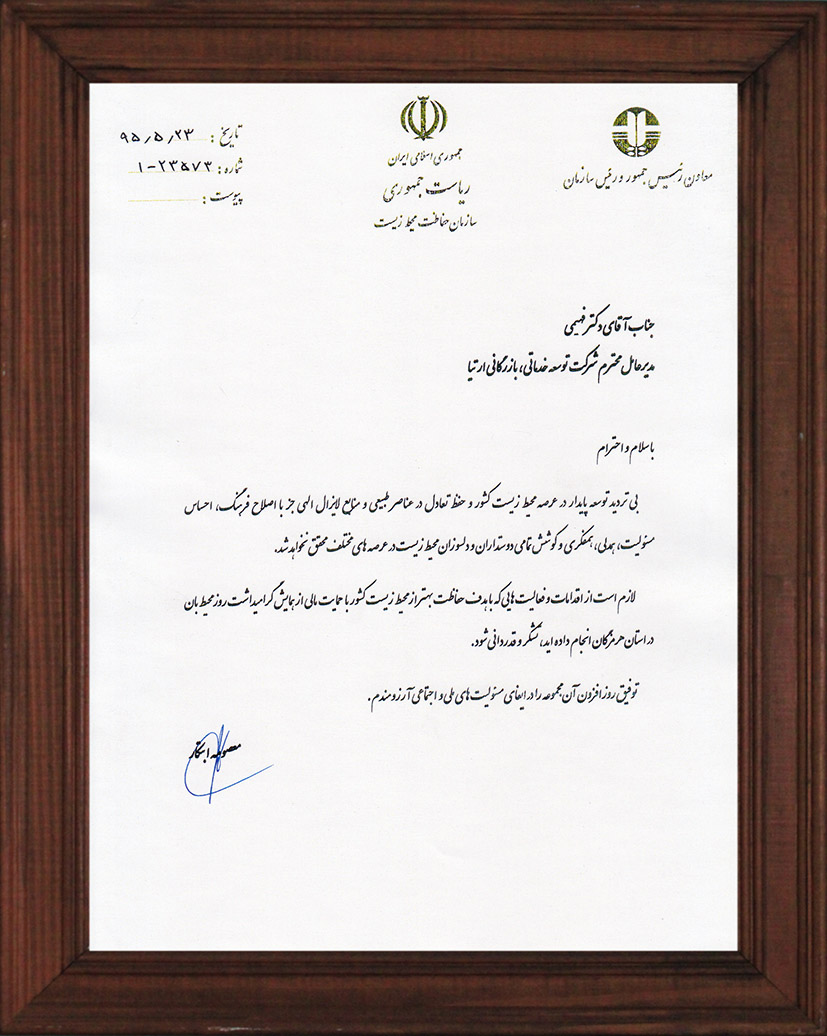 جمهوری اسلامی ایران
ریاست جمهوری
سازمان حفاظت محیط زیست
معاون رئیس جمهور و رئیس سازمان
تاریخ: ۹۵/۵/۲۳
شماره: ۱-۲۳۵۷۳
پیوست:
جناب آقای دکتر فهیمی
مدیرعامل محترم شرکت توسعه خدماتی، بازرگانی ارتیا
باسلام و احترام
بی تردید توسعه پایدار در عرصه محیط زیست کشور و حفظ تعادل در عناصر طبیعی و منابع لایزال الهی جز با اصلاح فرهنگ، احساس
مسئولیت، همدلی، همفکری و کوشش تمامی دوستداران و دلسوزان محیط زیست در عرصه های مختلف محقق نخواهد شد.
لازم است از اقدامات و فعالیت هایی که باهدف حفاظت بهتر از محیط زیست کشور با حمایت مالی از همایش گرامیداشت روز محیط بان
در استان هرمزگان انجام داده اید، تشکر و قدردانی شود.
توفیق روز افزون آن مجموعه را در ایفای مسئولیت های ملی و اجتماعی آرزومندم.
معصومه ابتکار